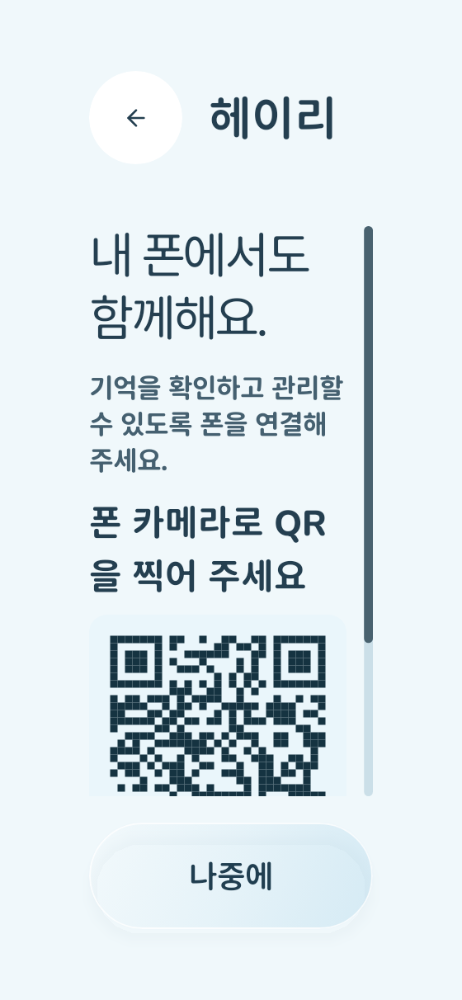 헤이리
내 폰에서도
함께해요.
기억을 확인하고 관리할
수 있도록 폰을 연결해
주세요.
폰 카메라로 QR
을 찍어 주세요
나중에